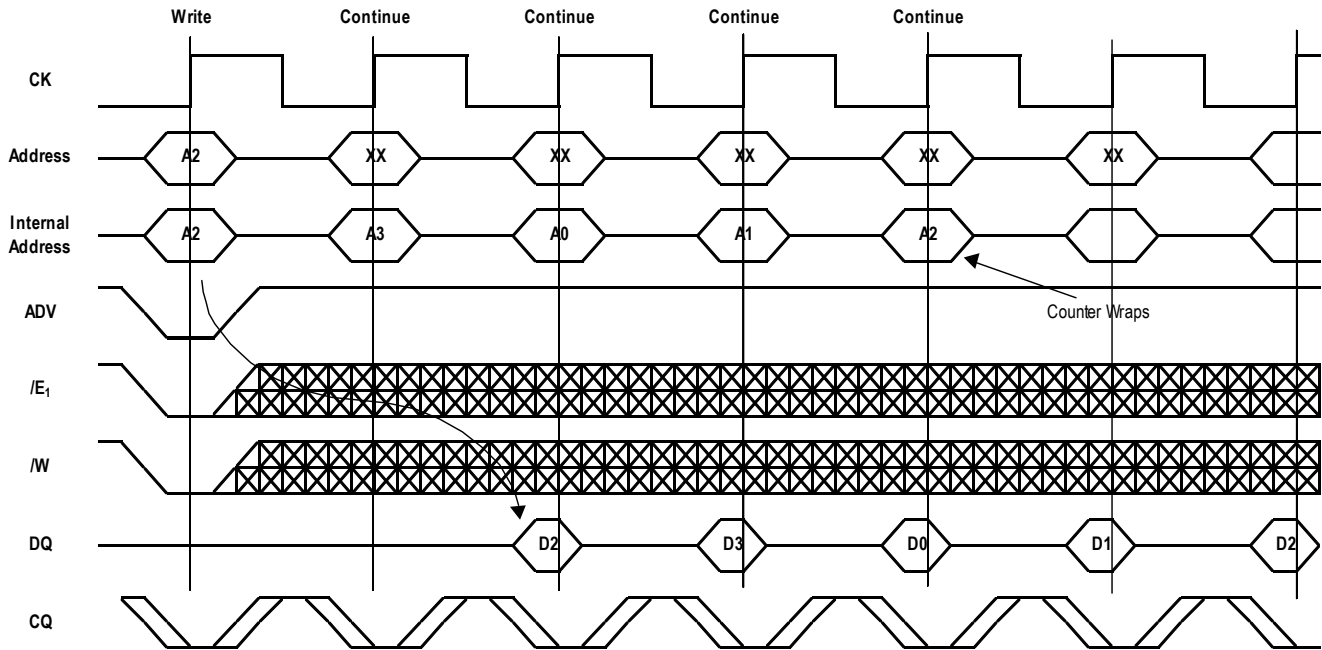 Write Continue Continue Continue Continue
CK
Address A2 XX XX XX XX XX
Internal
Address A2 A3 A0 A1 A2
ADV
Counter Wraps
/E1
/W
DQ D2 D3 D0 D1 D2
CQ